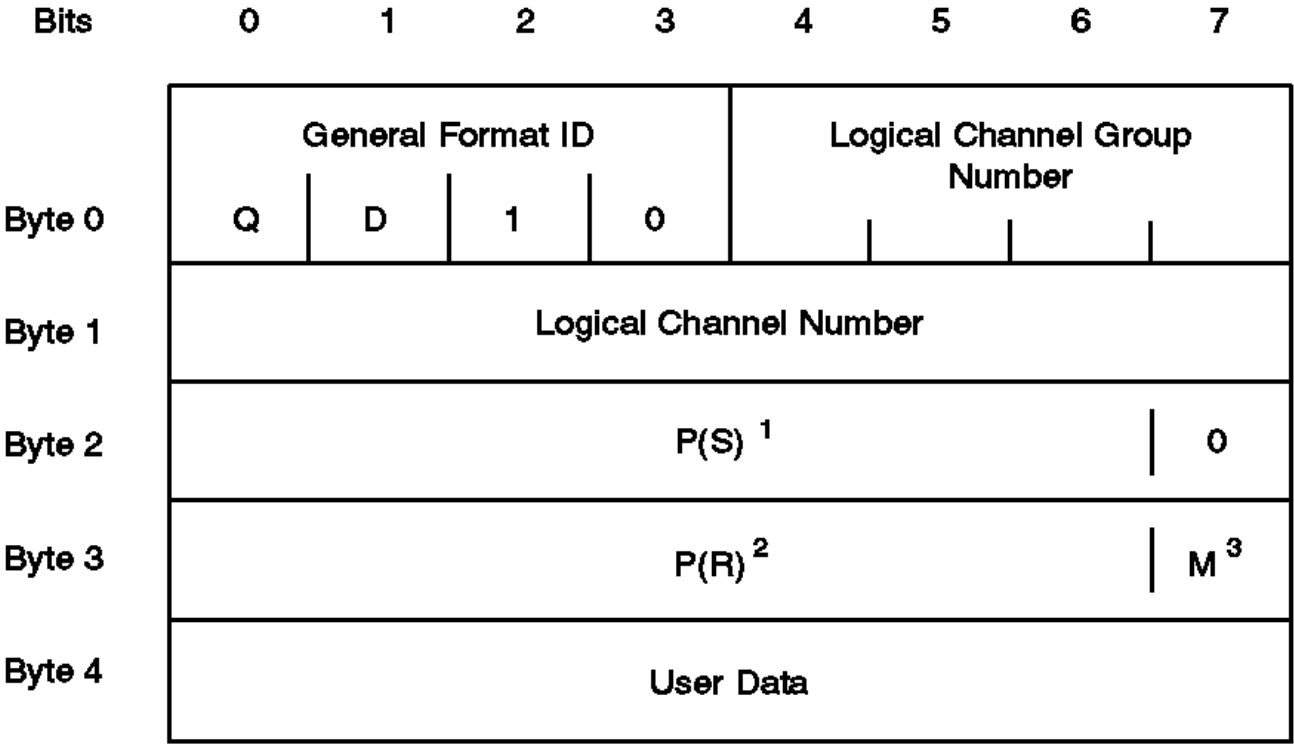 Bits 0 1 2 3 4 5 6 7
General Format ID Logical Channel Group
Number
Byte 0 Q D 1 0
Byte 1 Logical Channel Number
Byte 2 P(S) 1 0
Byte 3 P(R) 2 M 3
Byte 4 User Data